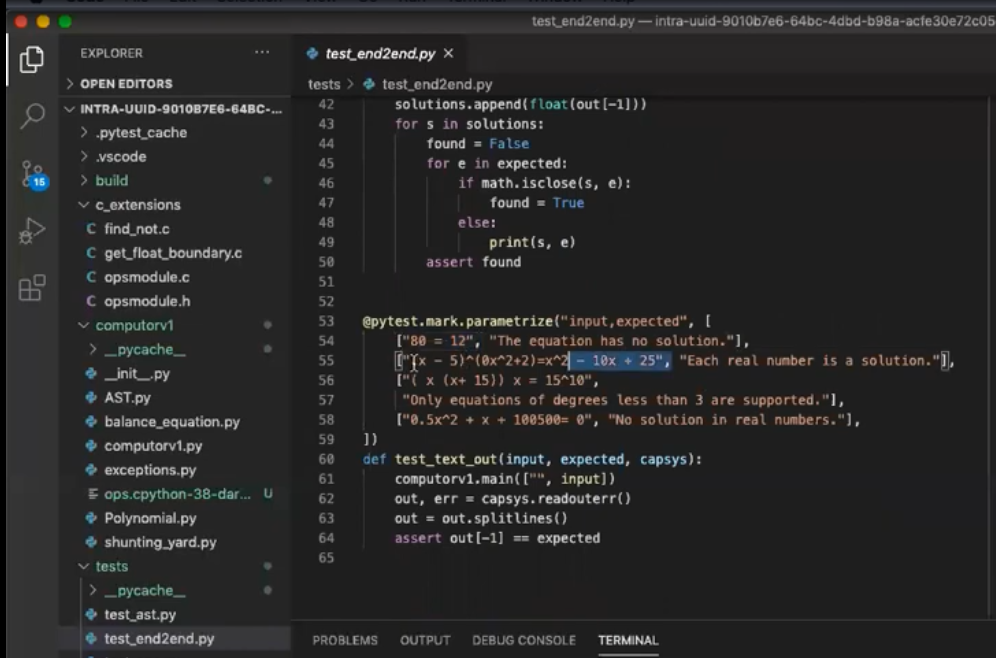 test_end2end.py — intra-uuid-9010b7e6-64bc-4dbd-b98a-acfe30e72c05
EXPLORER
OPEN EDITORS
INTRA-UUID-9010B7E6-64BC-...
.pytest_cache
.vscode
build
c_extensions
C find_not.c
C get_float_boundary.c
C opsmodule.c
C opsmodule.h
computorv1
__pycache__
__init__.py
AST.py
balance_equation.py
computorv1.py
exceptions.py
ops.cpython-38-dar... U
Polynomial.py
shunting_yard.py
tests
__pycache__
test_ast.py
test_end2end.py
15
test_end2end.py ×
tests > test_end2end.py
42 solutions.append(float(out[-1]))
43 for s in solutions:
44 found = False
45 for e in expected:
46 if math.isclose(s, e):
47 found = True
48 else:
49 print(s, e)
50 assert found
51
52
53 @pytest.mark.parametrize("input,expected", [
54 ["80 = 12", "The equation has no solution."],
55 ["(x - 5)^(0x^2+2)=x^2 - 10x + 25", "Each real number is a solution."],
56 ["( x (x+ 15)) x = 15^10",
57 "Only equations of degrees less than 3 are supported."],
58 ["0.5x^2 + x + 100500= 0", "No solution in real numbers."],
59 ])
60 def test_text_out(input, expected, capsys):
61 computorv1.main(["", input])
62 out, err = capsys.readouterr()
63 out = out.splitlines()
64 assert out[-1] == expected
65
PROBLEMS OUTPUT DEBUG CONSOLE TERMINAL